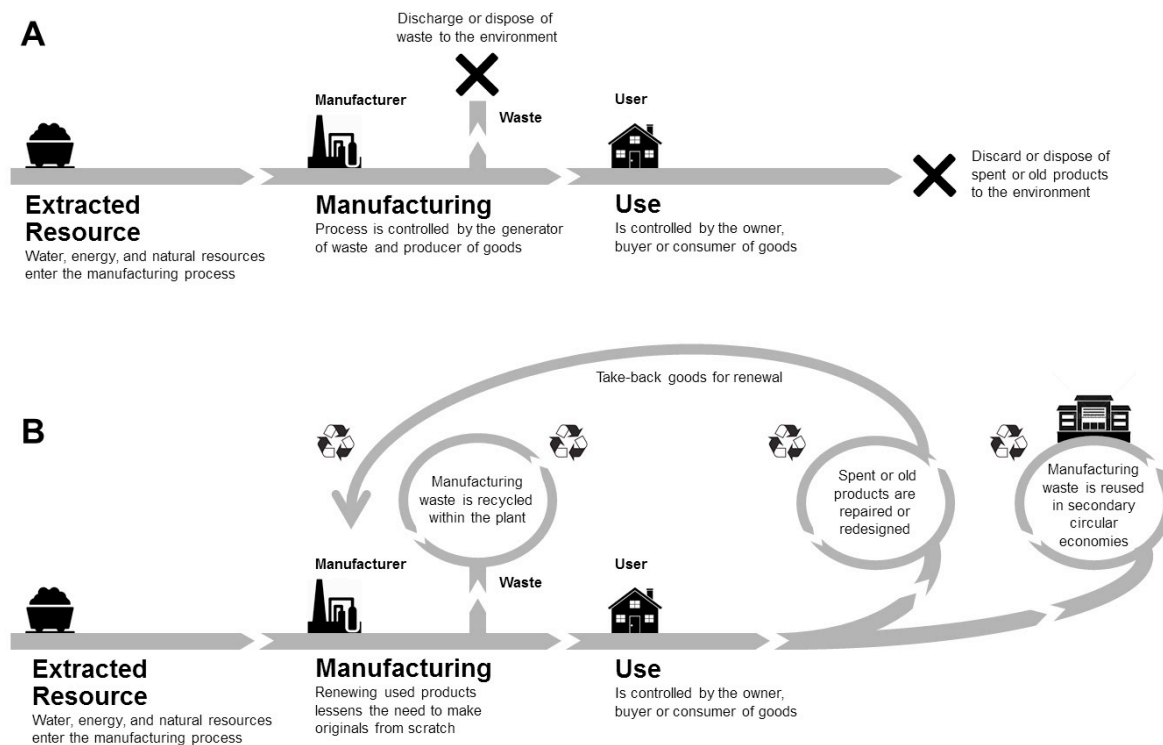 A
Discharge or dispose of
waste to the environment
Manufacturer
Waste
User
Discard or dispose of
spent or old products
to the environment
Extracted
Resource
Water, energy, and natural resources
enter the manufacturing process
Manufacturing
Process is controlled by the generator
of waste and producer of goods
Use
Is controlled by the owner,
buyer or consumer of goods
B
Take-back goods for renewal
Manufacturing
waste is recycled
within the plant
Spent or old
products are
repaired or
redesigned
Manufacturing
waste is reused
in secondary
circular
economies
Manufacturer
Waste
User
Extracted
Resource
Water, energy, and natural resources
enter the manufacturing process
Manufacturing
Renewing used products
lessens the need to make
originals from scratch
Use
Is controlled by the owner,
buyer or consumer of goods